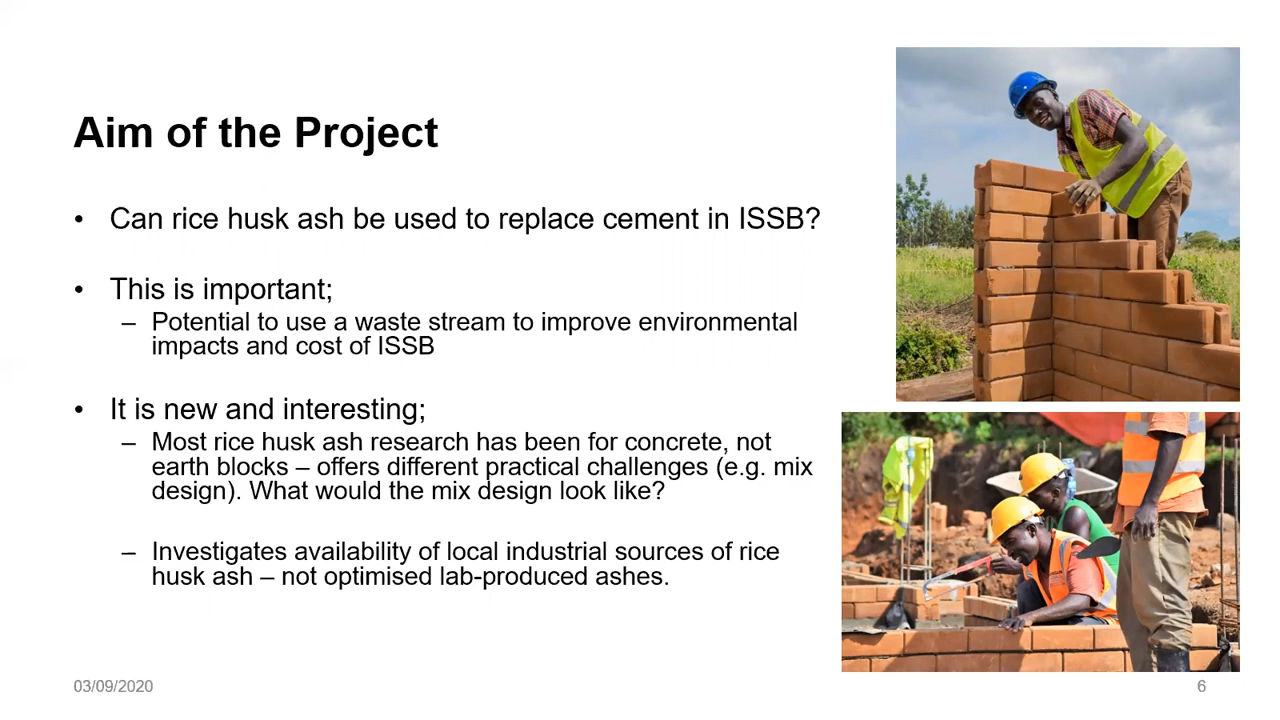 Aim of the Project
• Can rice husk ash be used to replace cement in ISSB?
• This is important;
– Potential to use a waste stream to improve environmental
impacts and cost of ISSB
• It is new and interesting;
– Most rice husk ash research has been for concrete, not
earth blocks – offers different practical challenges (e.g. mix
design). What would the mix design look like?
– Investigates availability of local industrial sources of rice
husk ash – not optimised lab-produced ashes.
03/09/2020
6